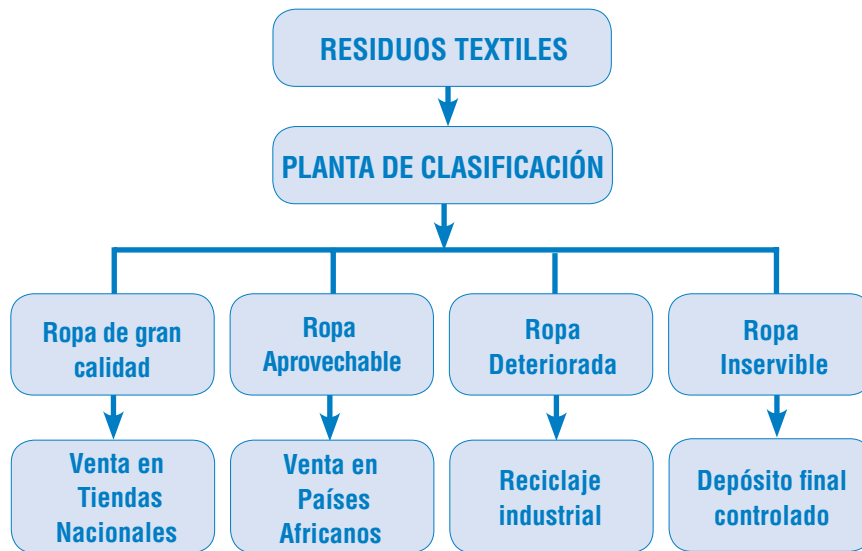 RESIDUOS TEXTILES
PLANTA DE CLASIFICACIÓN
Ropa de gran
calidad
Ropa
Aprovechable
Ropa
Deteriorada
Ropa
Inservible
Venta en
Tiendas
Nacionales
Venta en
Países
Africanos
Reciclaje
industrial
Depósito final
controlado